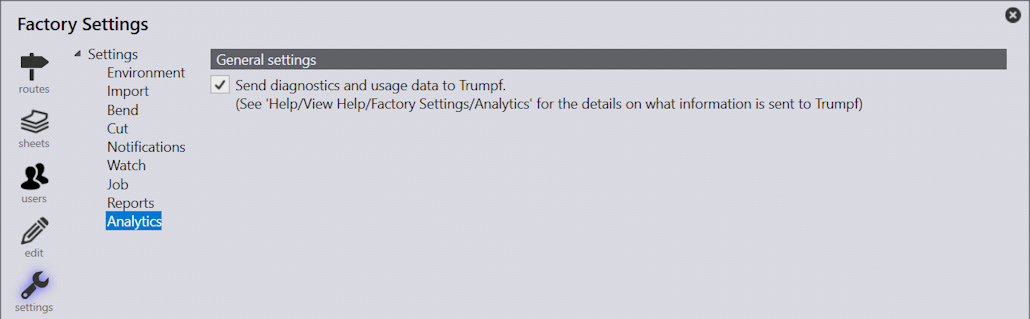 Factory Settings
routes
sheets
users
edit
settings
Settings
Environment
Import
Bend
Cut
Notifications
Watch
Job
Reports
Analytics
General settings
Send diagnostics and usage data to Trumpf.
(See 'Help/View Help/Factory Settings/Analytics' for the details on what information is sent to Trumpf)